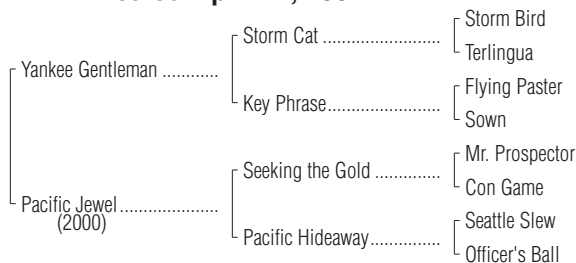 Storm Bird
Storm Cat ........................
Terlingua
Yankee Gentleman ............
Flying Paster
Key Phrase........................
Sown
Mr. Prospector
Seeking the Gold ..............
Con Game
Pacific Jewel.....................
(2000)
Seattle Slew
Pacific Hideaway...............
Officer's Ball